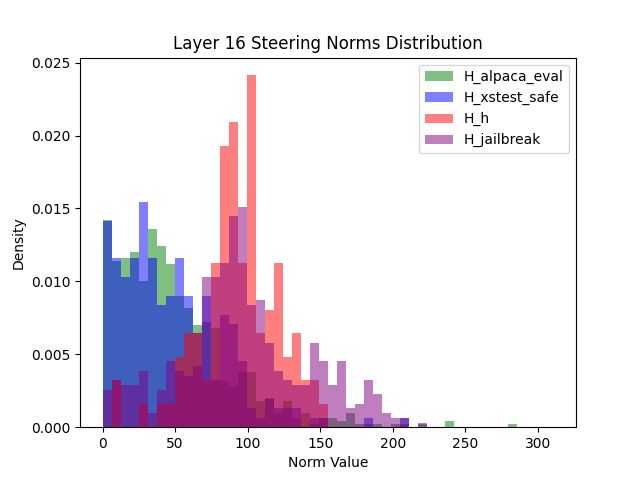 Layer 16 Steering Norms Distribution
H_alpaca_eval
H_xstest_safe
H_h
H_jailbreak
Density
0.025
0.020
0.015
0.010
0.005
0.000
0 50 100 150 200 250 300
Norm Value